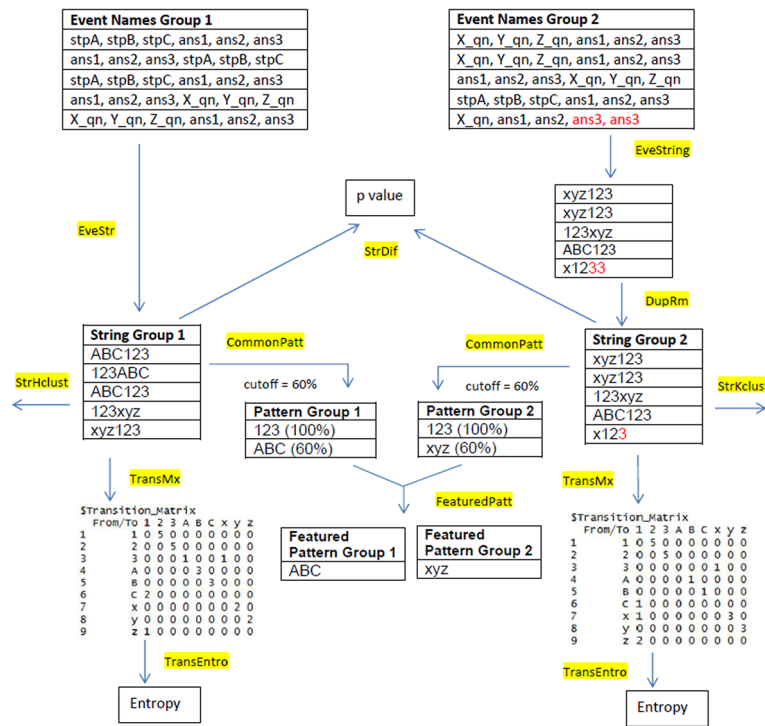 Event Names Group 1
stpA, stpB, stpC, ans1, ans2, ans3
ans1, ans2, ans3, stpA, stpB, stpC
stpA, stpB, stpC, ans1, ans2, ans3
ans1, ans2, ans3, X_qn, Y_qn, Z_qn
X_qn, Y_qn, Z_qn, ans1, ans2, ans3
Event Names Group 2
X_qn, Y_qn, Z_qn, ans1, ans2, ans3
X_qn, Y_qn, Z_qn, ans1, ans2, ans3
ans1, ans2, ans3, X_qn, Y_qn, Z_qn
stpA, stpB, stpC, ans1, ans2, ans3
X_qn, ans1, ans2, ans3, ans3
EveString
xyz123
xyz123
123xyz
ABC123
x1233
p value
EveStr
StrDif
DupRm
String Group 1
ABC123
123ABC
ABC123
123xyz
xyz123
CommonPatt
cutoff = 60%
CommonPatt
cutoff = 60%
String Group 2
xyz123
xyz123
123xyz
ABC123
x123
StrHclust
StrKclus
Pattern Group 1
123 (100%)
ABC (60%)
Pattern Group 2
123 (100%)
xyz (60%)
TransMx
FeaturedPatt
TransMx
$Transition_Matrix
From/To 1 2 3 A B C x y z
1 1 0 5 0 0 0 0 0 0 0
2 2 0 0 5 0 0 0 0 0 0
3 3 0 0 0 1 0 0 1 0 0
4 A 0 0 0 0 3 0 0 0 0
5 B 0 0 0 0 0 3 0 0 0
6 C 2 0 0 0 0 0 0 0 0
7 x 0 0 0 0 0 0 0 2 0
8 y 0 0 0 0 0 0 0 0 2
9 z 1 0 0 0 0 0 0 0 0
Featured
Pattern Group 1
ABC
Featured
Pattern Group 2
xyz
$Transition_Matrix
From/To 1 2 3 A B C x y z
1 1 0 5 0 0 0 0 0 0 0
2 2 0 0 5 0 0 0 0 0 0
3 3 0 0 0 0 0 0 1 0 0
4 A 0 0 0 0 1 0 0 0 0
5 B 0 0 0 0 0 1 0 0 0
6 C 1 0 0 0 0 0 0 0 0
7 x 1 0 0 0 0 0 0 3 0
8 y 0 0 0 0 0 0 0 0 3
9 z 2 0 0 0 0 0 0 0 0
TransEntro
Entropy
TransEntro
Entropy